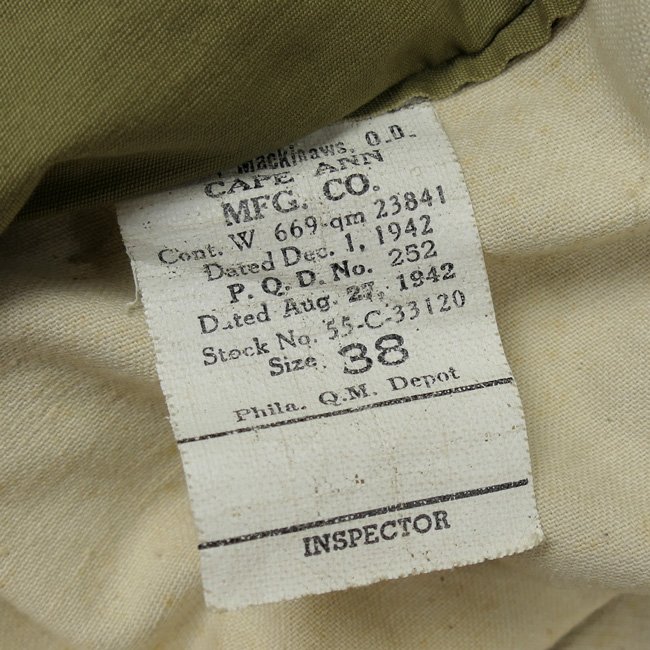 Mackinaws, O.D.
CAPE ANN
MFG. CO.
Cont. W 669-qm 23841
Dated Dec. 1, 1942
P. Q. D. No. 252
Dated Aug. 27, 1942
Stock No. 55-C-33120
Size 38
Phila. Q.M. Depot
INSPECTOR